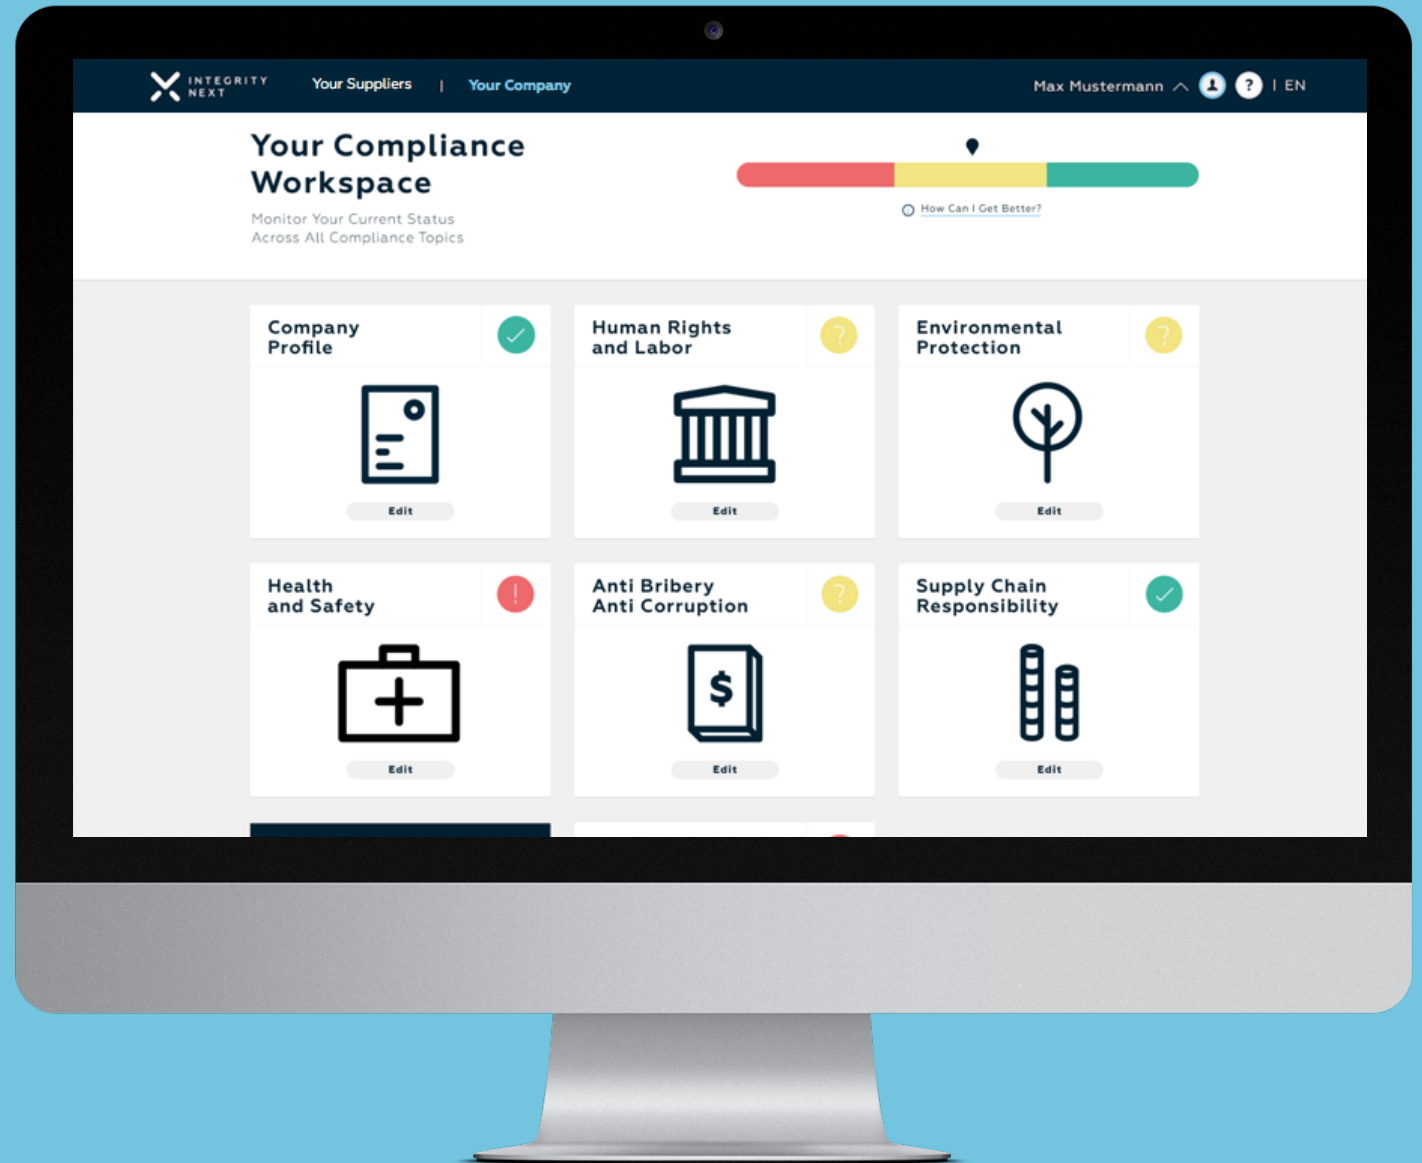 INTEGRITY
NEXT
Your Suppliers | Your Company
Max Mustermann ? | EN
Your Compliance
Workspace
Monitor Your Current Status
Across All Compliance Topics
How Can I Get Better?
Company
Profile
Human Rights
and Labor
?
Environmental
Protection
?
Edit
Edit
Edit
Health
and Safety
!
Anti Bribery
Anti Corruption
?
Supply Chain
Responsibility
$
Edit
Edit
Edit